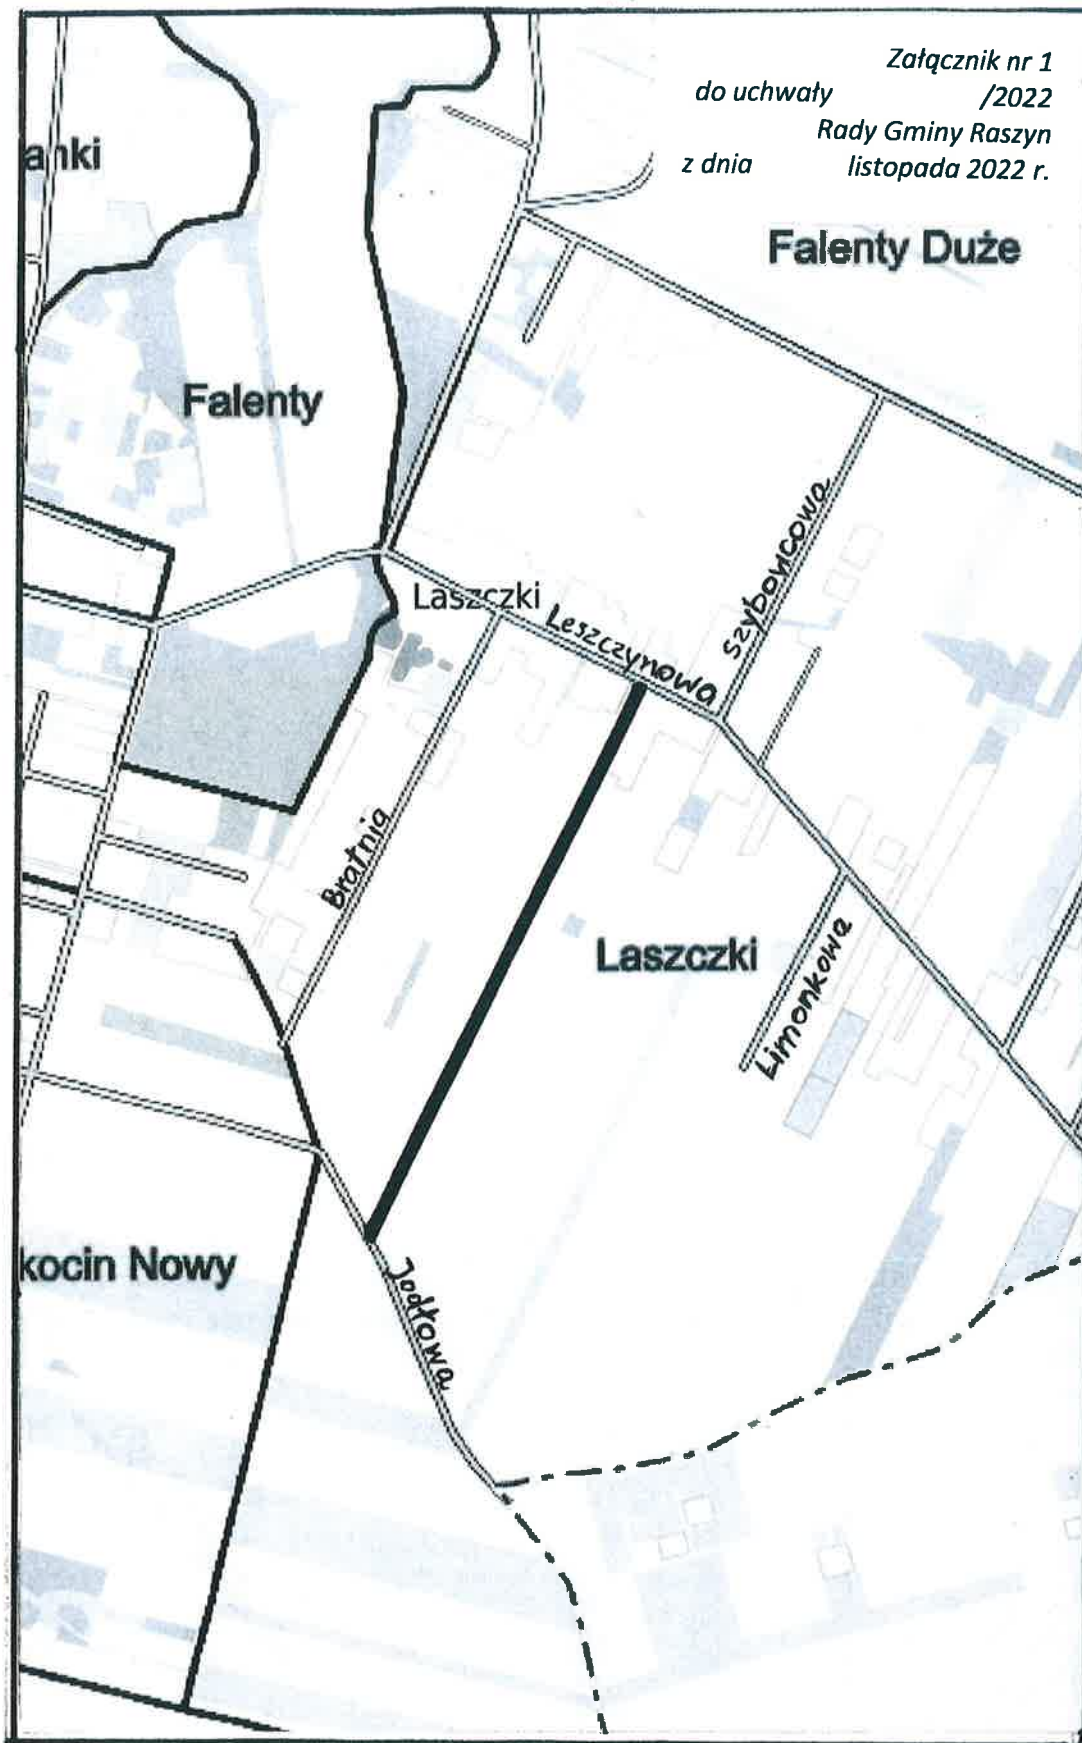 Załącznik nr 1
do uchwały /2022
Rady Gminy Raszyn
z dnia listopada 2022 r.
anki
Falenty Duże
Falenty
Szybowcowa
Laszczki
Leszczynowa
Bratnia
Laszczki
Limonkowa
kocin Nowy
Jodłowa